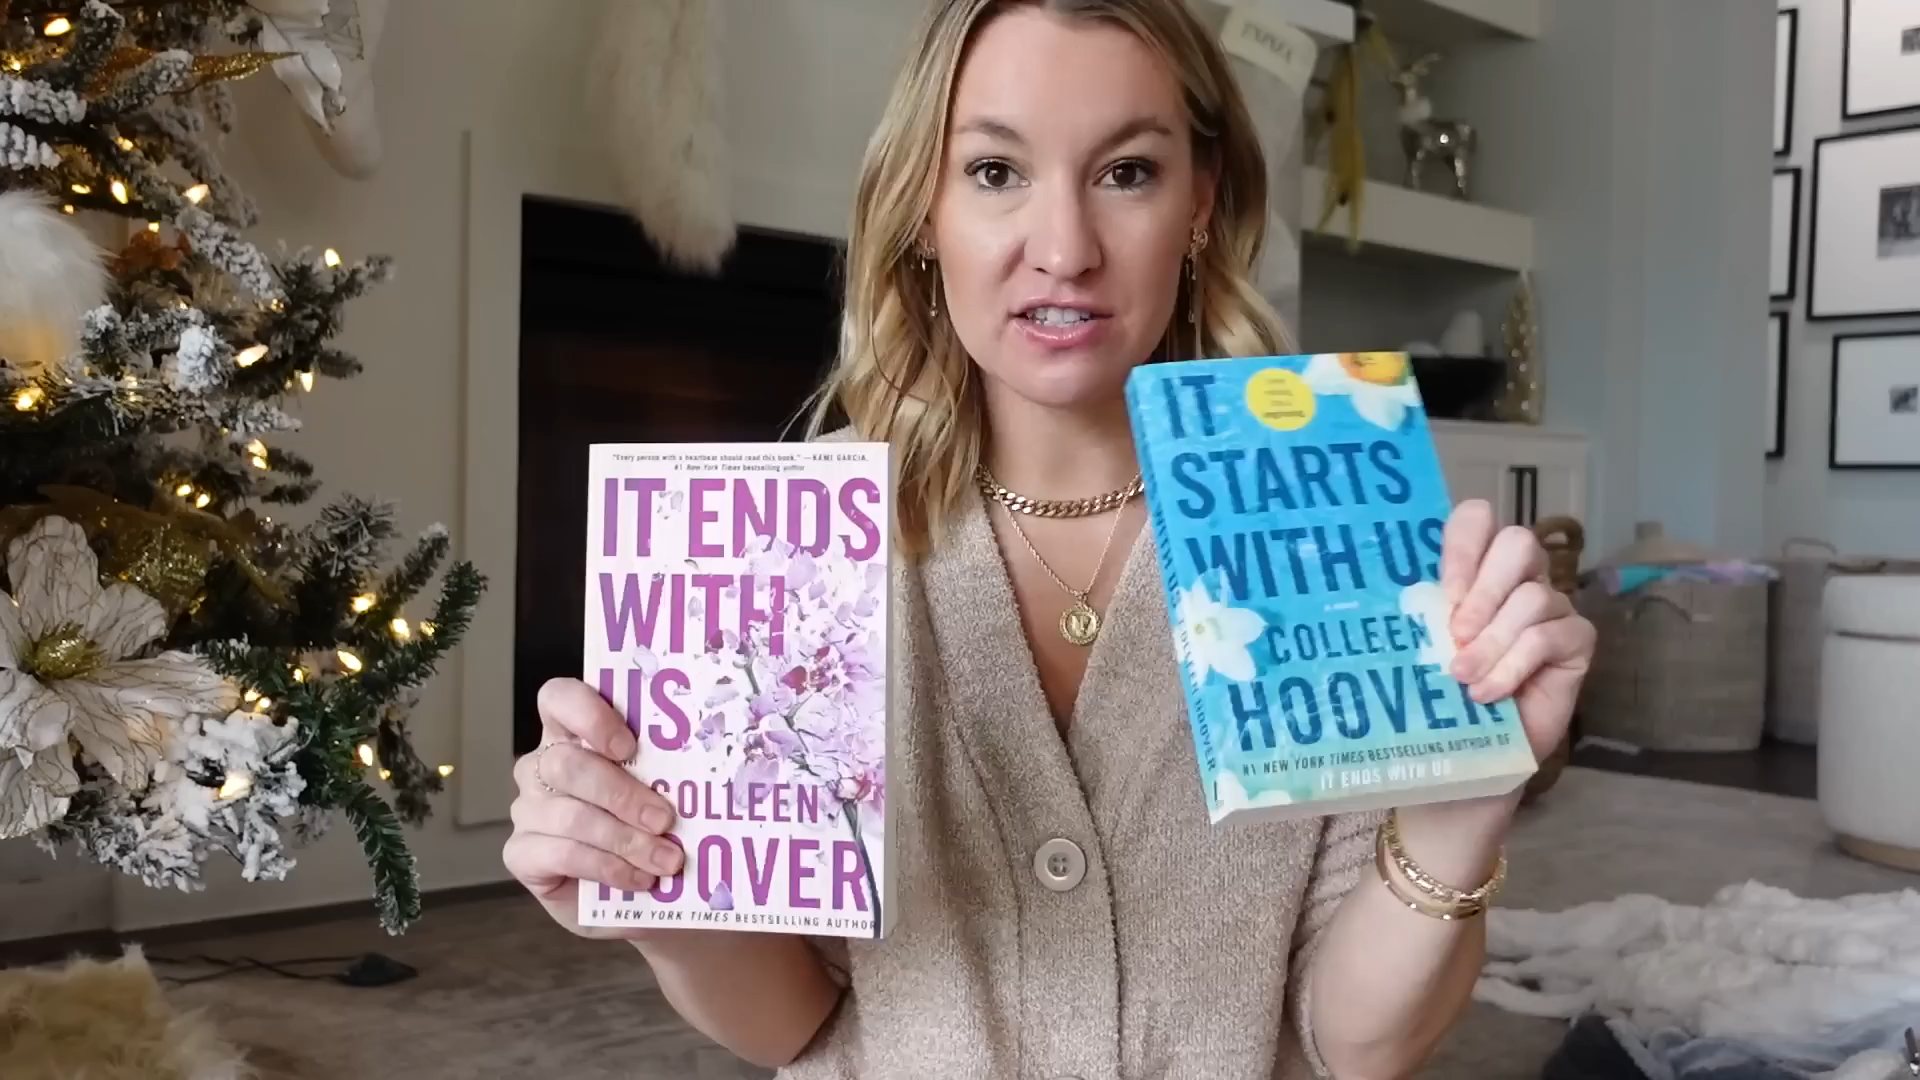 "Every person with a heartbeat should read this book." —KAMI GARCIA,
#1 New York Times bestselling author
IT ENDS
WITH
US
COLLEEN
HOOVER
#1 NEW YORK TIMES BESTSELLING AUTHOR
IT
STARTS
WITH US
COLLEEN
HOOVER
#1 NEW YORK TIMES BESTSELLING AUTHOR OF
IT ENDS WITH US